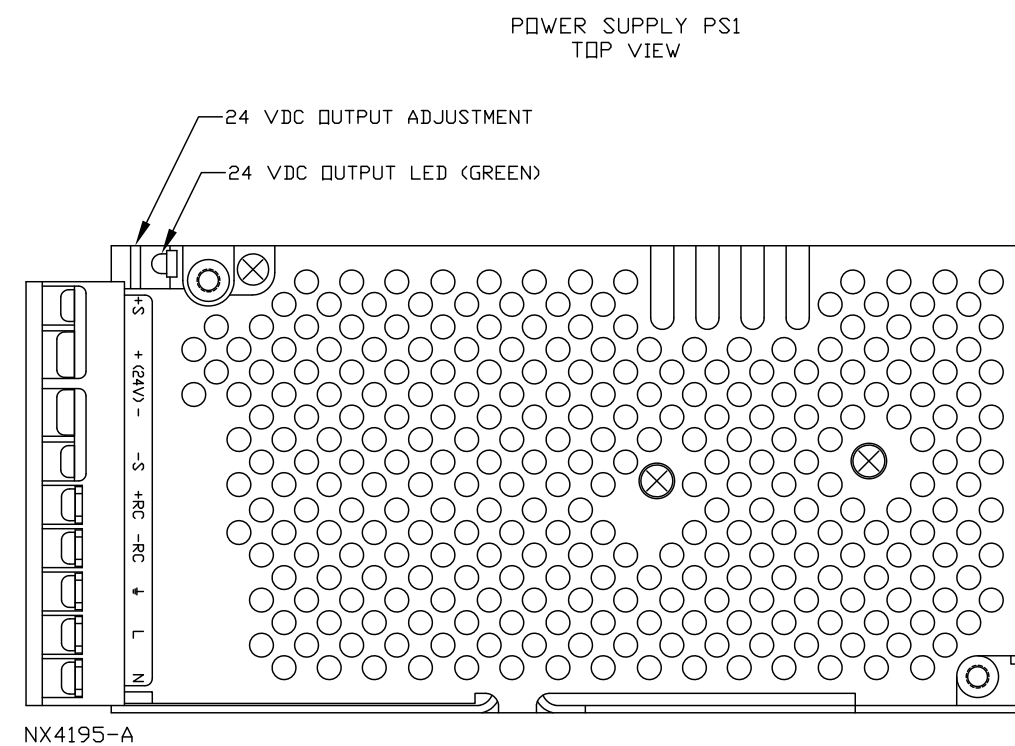 POWER SUPPLY PS1
TOP VIEW
24 VDC OUTPUT ADJUSTMENT
24 VDC OUTPUT LED (GREEN)
+S
+ (24V) -
-S
+RC
-RC
L
N
NX4195-A